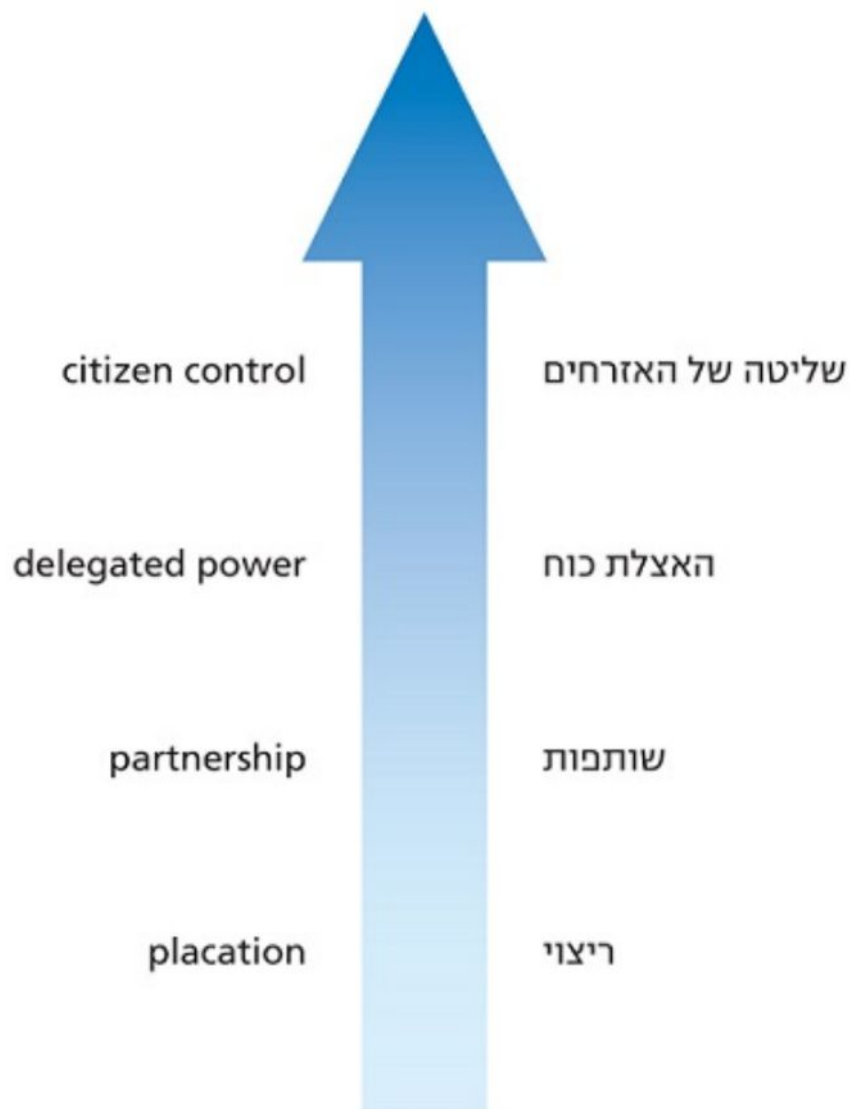 citizen control
שליטה של האזרחים
delegated power
האצלת כוח
partnership
שותפות
placation
ריצוי